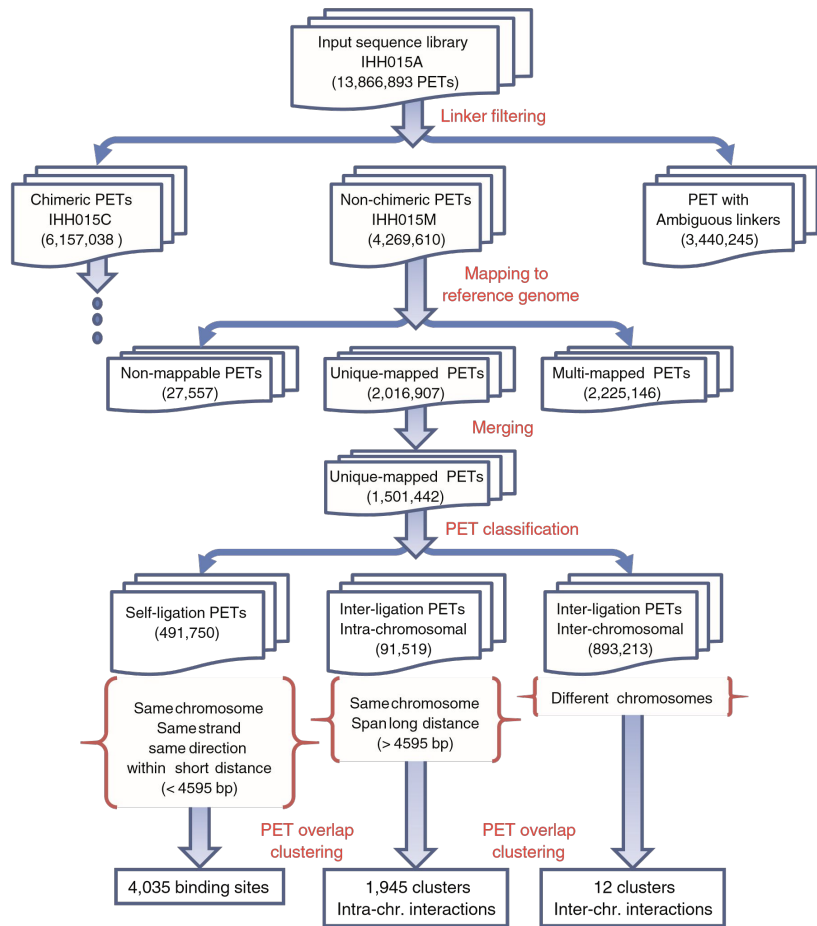 Input sequence library
IHH015A
(13,866,893 PETs)
Linker filtering
Chimeric PETs
IHH015C
(6,157,038 )
Non-chimeric PETs
IHH015M
(4,269,610)
PET with
Ambiguous linkers
(3,440,245)
Mapping to
reference genome
Non-mappable PETs
(27,557)
Unique-mapped PETs
(2,016,907)
Multi-mapped PETs
(2,225,146)
Merging
Unique-mapped PETs
(1,501,442)
PET classification
Self-ligation PETs
(491,750)
Inter-ligation PETs
Intra-chromosomal
(91,519)
Inter-ligation PETs
Inter-chromosomal
(893,213)
Same chromosome
Same strand
same direction
within short distance
(< 4595 bp)
Same chromosome
Span long distance
(> 4595 bp)
Different chromosomes
PET overlap
clustering
PET overlap
clustering
4,035 binding sites
1,945 clusters
Intra-chr. interactions
12 clusters
Inter-chr. interactions